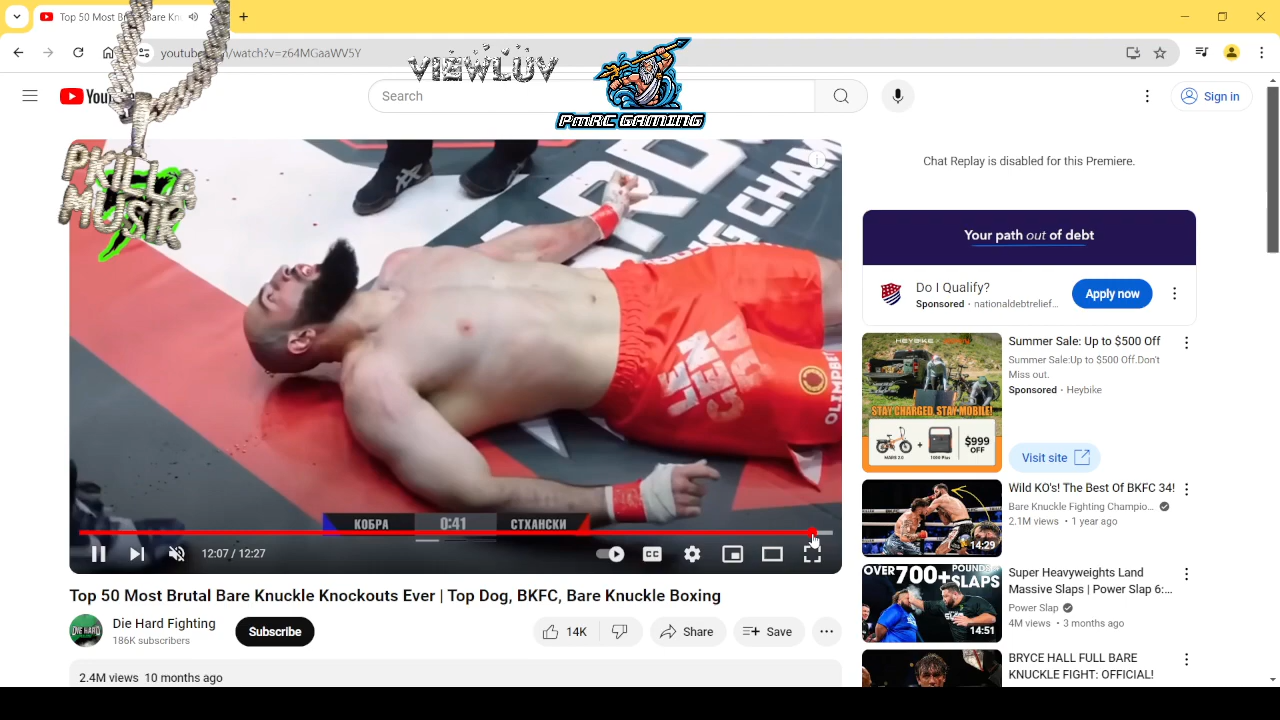 Top 50 Most B Bare Kn
youtube /watch?v=z64MGaaWV5Y
VIEWLUV
PMRC GAMING
PKILLA
MUSIK
You
Search
Sign in
Chat Replay is disabled for this Premiere.
Your path out of debt
Do I Qualify?
Sponsored · nationaldebtrelief...
Apply now
Summer Sale: Up to $500 Off
Summer Sale:Up to $500 Off.Don't
Miss out.
Sponsored · Heybike
HEYBIKE
STAY CHARGED, STAY MOBILE!
$999
OFF
Visit site
КОБРА 0:41 СТХАНСКИ
12:07 / 12:27
CC
Wild KO's! The Best Of BKFC 34!
Bare Knuckle Fighting Champio...
2.1M views · 1 year ago
14:29
OVER 700+ POUNDS
SLAPS
14:51
Super Heavyweights Land
Massive Slaps | Power Slap 6:...
Power Slap
4M views · 3 months ago
BRYCE HALL FULL BARE
KNUCKLE FIGHT: OFFICIAL!
Top 50 Most Brutal Bare Knuckle Knockouts Ever | Top Dog, BKFC, Bare Knuckle Boxing
DIE HARD
Die Hard Fighting
186K subscribers
Subscribe
14K
Share
Save
2.4M views 10 months ago